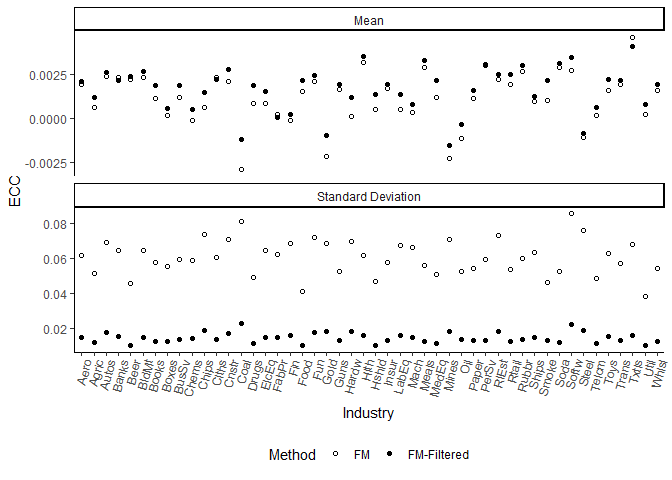 Mean
0.0025
0.0000
-0.0025
ECC
Standard Deviation
0.08
0.06
0.04
0.02
Aero Agric Autos Banks Beer BldMt Books Boxes BusSv Chems Chips Clths Cnstr Coal Drugs ElcEq FabPr Fin Food Fun Gold Guns Hardw Hlth Hshld Insur LabEq Mach Meals MedEq Mines Oil Paper PerSv RlEst Rtail Rubbr Ships Smoke Soda Softw Steel Telcm Toys Trans Txtls Util Whlsl
Industry
Method FM FM-Filtered